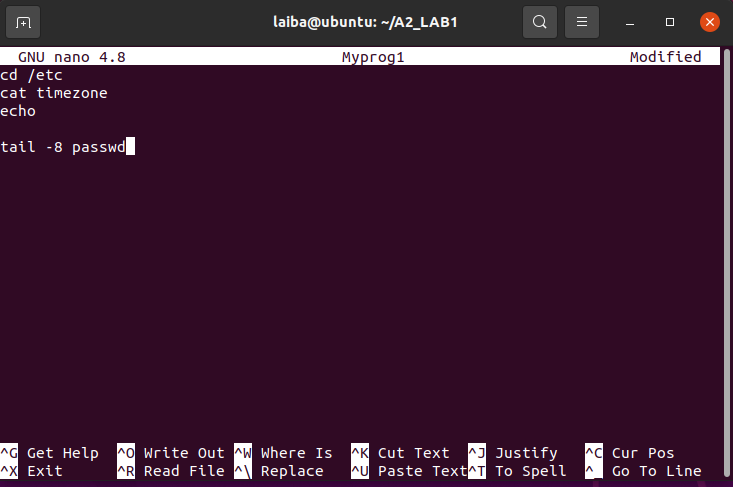 laiba@ubuntu: ~/A2_LAB1
GNU nano 4.8 Myprog1 Modified
cd /etc
cat timezone
echo
tail -8 passwd
^G Get Help ^O Write Out ^W Where Is ^K Cut Text ^J Justify ^C Cur Pos
^X Exit ^R Read File ^\ Replace ^U Paste Text ^T To Spell ^_ Go To Line